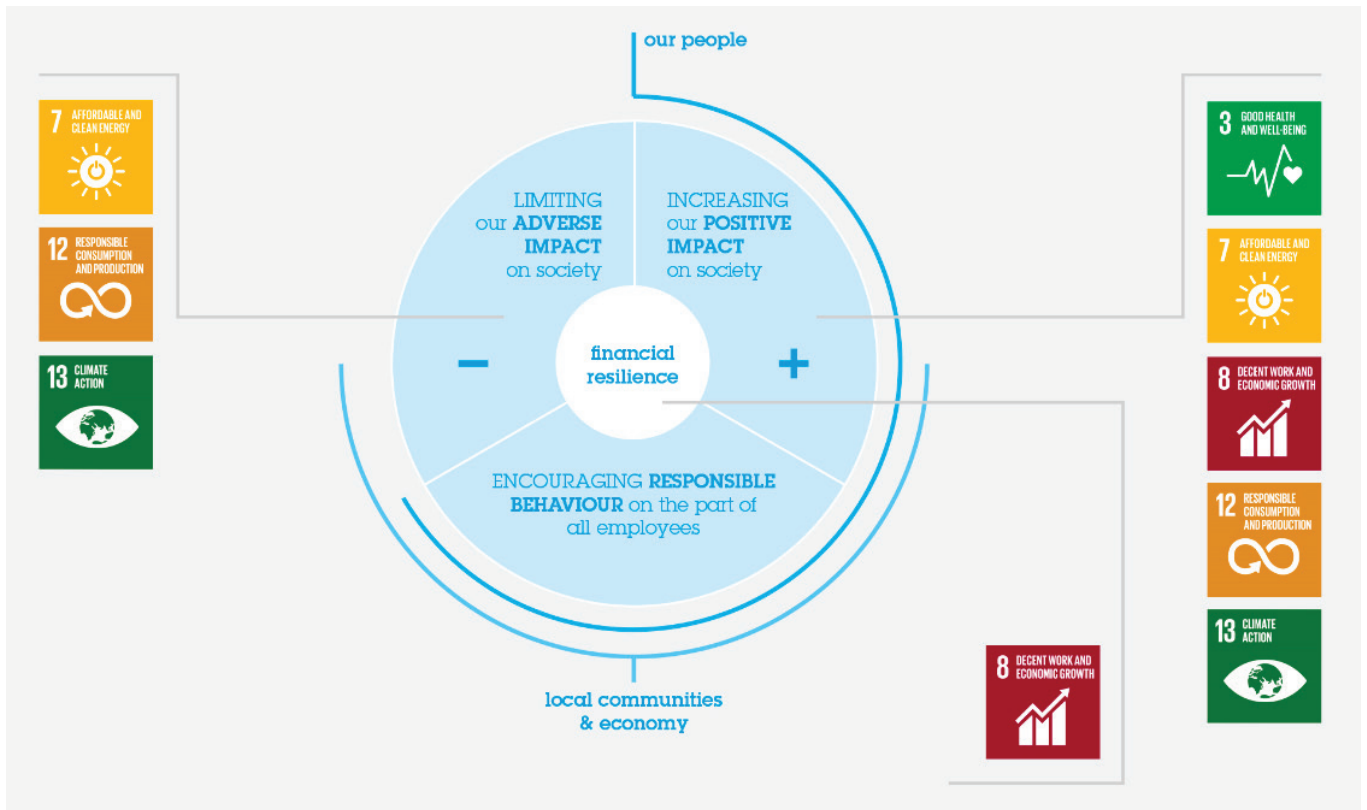 our people
7 AFFORDABLE AND
CLEAN ENERGY
12 RESPONSIBLE
CONSUMPTION
AND PRODUCTION
13 CLIMATE
ACTION
LIMITING
our ADVERSE
IMPACT
on society
INCREASING
our POSITIVE
IMPACT
on society
–
financial
resilience
+
ENCOURAGING RESPONSIBLE
BEHAVIOUR on the part of
all employees
local communities
& economy
3 GOOD HEALTH
AND WELL-BEING
7 AFFORDABLE AND
CLEAN ENERGY
8 DECENT WORK AND
ECONOMIC GROWTH
12 RESPONSIBLE
CONSUMPTION
AND PRODUCTION
13 CLIMATE
ACTION
8 DECENT WORK AND
ECONOMIC GROWTH